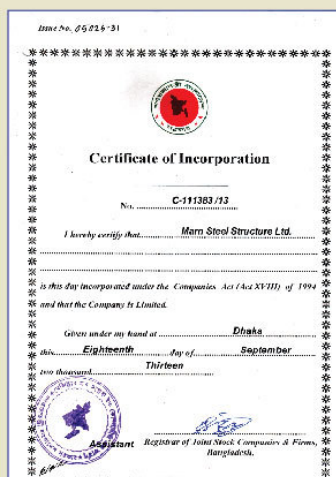 Issue No.
Certificate of Incorporation
No. C-111383/13
I hereby certify that Marn Steel Structure Ltd.
is this day incorporated under the Companies Act (Act XVIII) of 1994
and that the Company Is Limited.
Given under my hand at Dhaka
this Eighteenth day of September
two thousand Thirteen
Assistant Registrar of Joint Stock Companies & Firms,
Bangladesh.